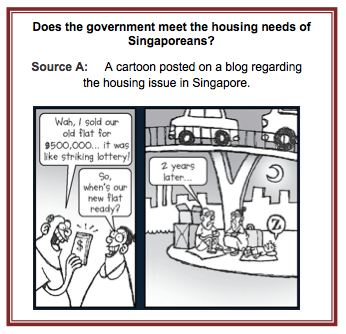 Does the government meet the housing needs of
Singaporeans?
Source A: A cartoon posted on a blog regarding
the housing issue in Singapore.
Wah, I sold our
old flat for
$500,000... it was
like striking lottery!
So,
when's our
new flat
ready?
$
2 years
later...
Z